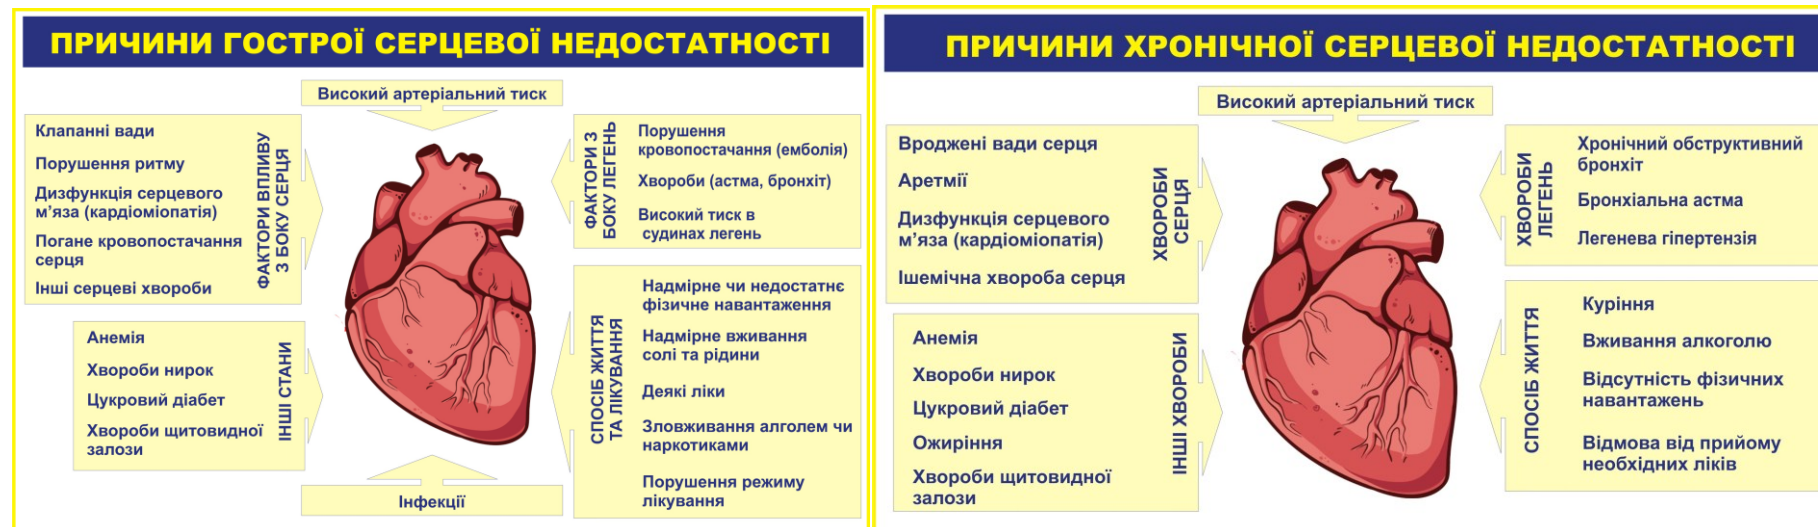 ПРИЧИНИ ГОСТРОЇ СЕРЦЕВОЇ НЕДОСТАТНОСТІ
Високий артеріальний тиск
Клапанні вади
Порушення ритму
Дизфункція серцевого
м’яза (кардіоміопатія)
Погане кровопостачання
серця
Інші серцеві хвороби
ФАКТОРИ ВПЛИВУ
З БОКУ СЕРЦЯ
ФАКТОРИ З
БОКУ ЛЕГЕНЬ
Порушення
кровопостачання (емболія)
Хвороби (астма, бронхіт)
Високий тиск в
судинах легень
Анемія
Хвороби нирок
Цукровий діабет
Хвороби щитовидної
залози
ІНШІ СТАНИ
СПОСІБ ЖИТТЯ
ТА ЛІКУВАННЯ
Надмірне чи недостатнє
фізичне навантаження
Надмірне вживання
солі та рідини
Деякі ліки
Зловживання алголем чи
наркотиками
Порушення режиму
лікування
Інфекції
ПРИЧИНИ ХРОНІЧНОЇ СЕРЦЕВОЇ НЕДОСТАТНОСТІ
Високий артеріальний тиск
Вроджені вади серця
Аретмії
Дизфункція серцевого
м’яза (кардіоміопатія)
Ішемічна хвороба серця
ХВОРОБИ
СЕРЦЯ
ХВОРОБИ
ЛЕГЕНЬ
Хронічний обструктивний
бронхіт
Бронхіальна астма
Легенева гіпертензія
Анемія
Хвороби нирок
Цукровий діабет
Ожиріння
Хвороби щитовидної
залози
ІНШІ ХВОРОБИ
СПОСІБ ЖИТТЯ
Куріння
Вживання алкоголю
Відсутність фізичних
навантажень
Відмова від прийому
необхідних ліків